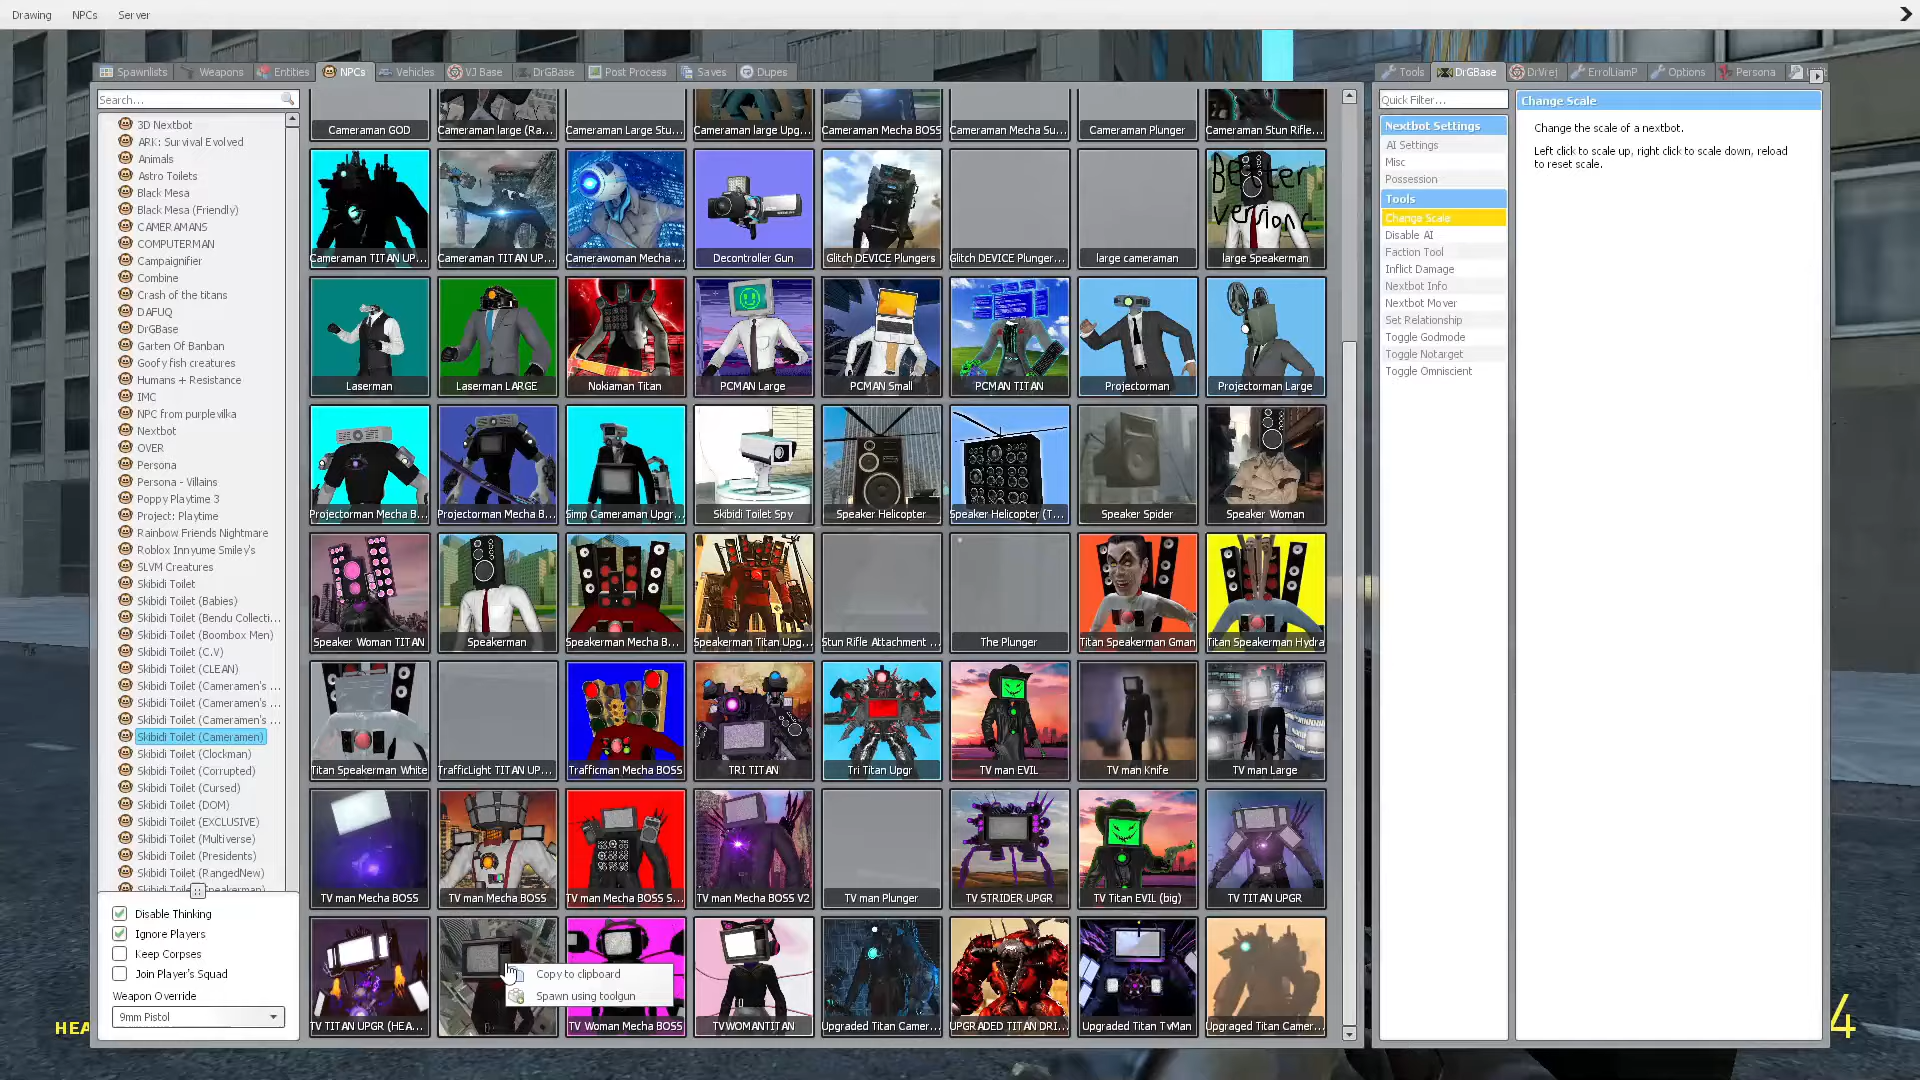 Drawing NPCs Server
Spawnlists Weapons Entities NPCs Vehicles VJ Base DrGBase Post Process Saves Dupes
Tools DrGBase DrVrej ErrolLiamP Options Persona
Search...
3D Nextbot
ARK: Survival Evolved
Animals
Astro Toilets
Black Mesa
Black Mesa (Friendly)
CAMERAMANS
COMPUTERMAN
Campaignifier
Combine
Crash of the titans
DAFUQ
DrGBase
Garten Of Banban
Goofy fish creatures
Humans + Resistance
IMC
NPC from purplevilka
Nextbot
OVER
Persona
Persona - Villains
Poppy Playtime 3
Project: Playtime
Rainbow Friends Nightmare
Roblox Innyume Smiley's
SLVM Creatures
Skibidi Toilet
Skibidi Toilet (Babies)
Skibidi Toilet (Bendu Collecti...
Skibidi Toilet (Boombox Men)
Skibidi Toilet (C.V)
Skibidi Toilet (CLEAN)
Skibidi Toilet (Cameramen's ...
Skibidi Toilet (Cameramen's ...
Skibidi Toilet (Cameramen's ...
Skibidi Toilet (Cameramen)
Skibidi Toilet (Clockman)
Skibidi Toilet (Corrupted)
Skibidi Toilet (Cursed)
Skibidi Toilet (DOM)
Skibidi Toilet (EXCLUSIVE)
Skibidi Toilet (Multiverse)
Skibidi Toilet (Presidents)
Skibidi Toilet (RangedNew)
Disable Thinking
Ignore Players
Keep Corpses
Join Player's Squad
Weapon Override
9mm Pistol
HEA
Cameraman GOD Cameraman large (Ra... Cameraman Large Stu... Cameraman large Upg... Cameraman Mecha BOSS Cameraman Mecha Su... Cameraman Plunger Cameraman Stun Rifle...
Better
version
Cameraman TITAN UP... Cameraman TITAN UP... Camerawoman Mecha ... Decontroller Gun Glitch DEVICE Plungers Glitch DEVICE Plunger... large cameraman large Speakerman
Laserman Laserman LARGE Nokiaman Titan PCMAN Large PCMAN Small PCMAN TITAN Projectorman Projectorman Large
Projectorman Mecha B... Projectorman Mecha B... Simp Cameraman Upgr... Skibidi Toilet Spy Speaker Helicopter Speaker Helicopter (T... Speaker Spider Speaker Woman
Speaker Woman TITAN Speakerman Speakerman Mecha B... Speakerman Titan Upg... Stun Rifle Attachment ... The Plunger Titan Speakerman Gman Titan Speakerman Hydra
Titan Speakerman White TrafficLight TITAN UP... Trafficman Mecha BOSS TRI TITAN Tri Titan Upgr TV man EVIL TV man Knife TV man Large
TV man Mecha BOSS TV man Mecha BOSS TV man Mecha BOSS S... TV man Mecha BOSS V2 TV man Plunger TV STRIDER UPGR TV Titan EVIL (big) TV TITAN UPGR
Copy to clipboard
Spawn using toolgun
TV TITAN UPGR (HEA... TV Woman Mecha BOSS TVWOMANTITAN Upgraded Titan Camer... UPGRADED TITAN DRI... Upgraded Titan TvMan Upgraged Titan Camer...
Quick Filter...
Nextbot Settings
AI Settings
Misc
Possession
Tools
Change Scale
Disable AI
Faction Tool
Inflict Damage
Nextbot Info
Nextbot Mover
Set Relationship
Toggle Godmode
Toggle Notarget
Toggle Omniscient
Change Scale
Change the scale of a nextbot.
Left click to scale up, right click to scale down, reload
to reset scale.
4